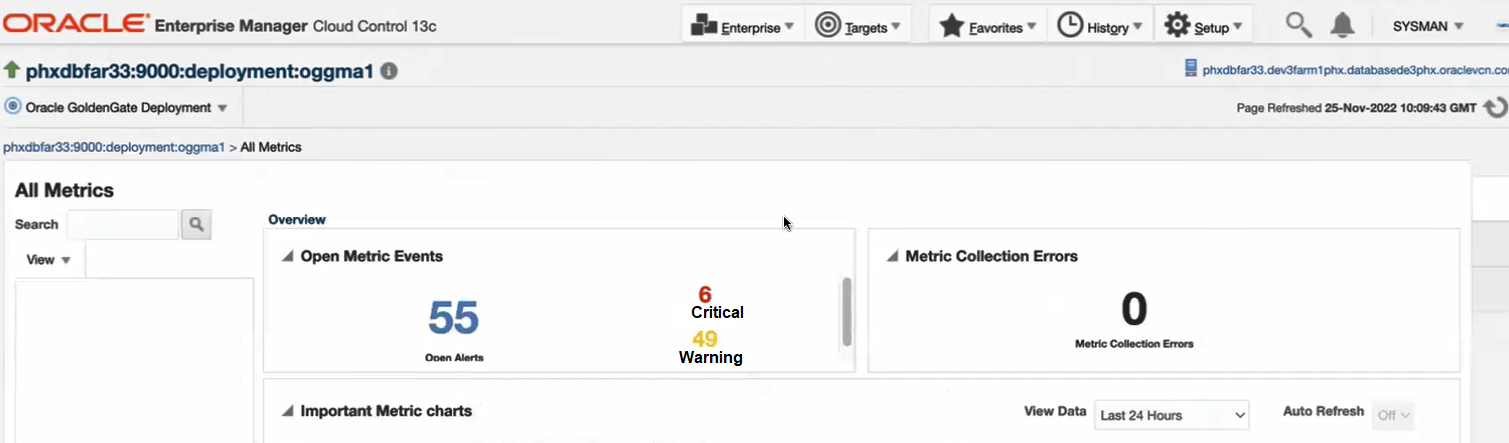 ORACLE® Enterprise Manager Cloud Control 13c
Enterprise
Targets
Favorites
History
Setup
SYSMAN
phxdbfar33:9000:deployment:oggma1
phxdbfar33.dev3farm1phx.databasede3phx.oraclevcn.co
Oracle GoldenGate Deployment
Page Refreshed 25-Nov-2022 10:09:43 GMT
phxdbfar33:9000:deployment:oggma1 > All Metrics
All Metrics
Search
View
Overview
Open Metric Events
55
Open Alerts
6
Critical
49
Warning
Metric Collection Errors
0
Metric Collection Errors
Important Metric charts
View Data Last 24 Hours
Auto Refresh Off